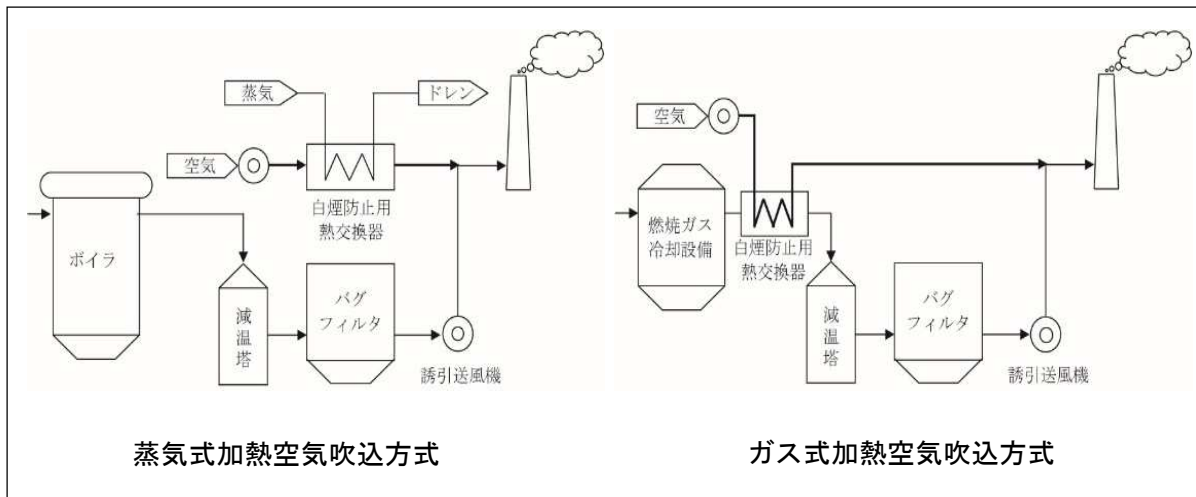 蒸気
ドレン
空気
白煙防止用
熱交換器
ボイラ
減温塔
バグ
フィルタ
誘引送風機
蒸気式加熱空気吹込方式
空気
燃焼ガス
冷却設備
白煙防止用
熱交換器
減温塔
バグ
フィルタ
誘引送風機
ガス式加熱空気吹込方式